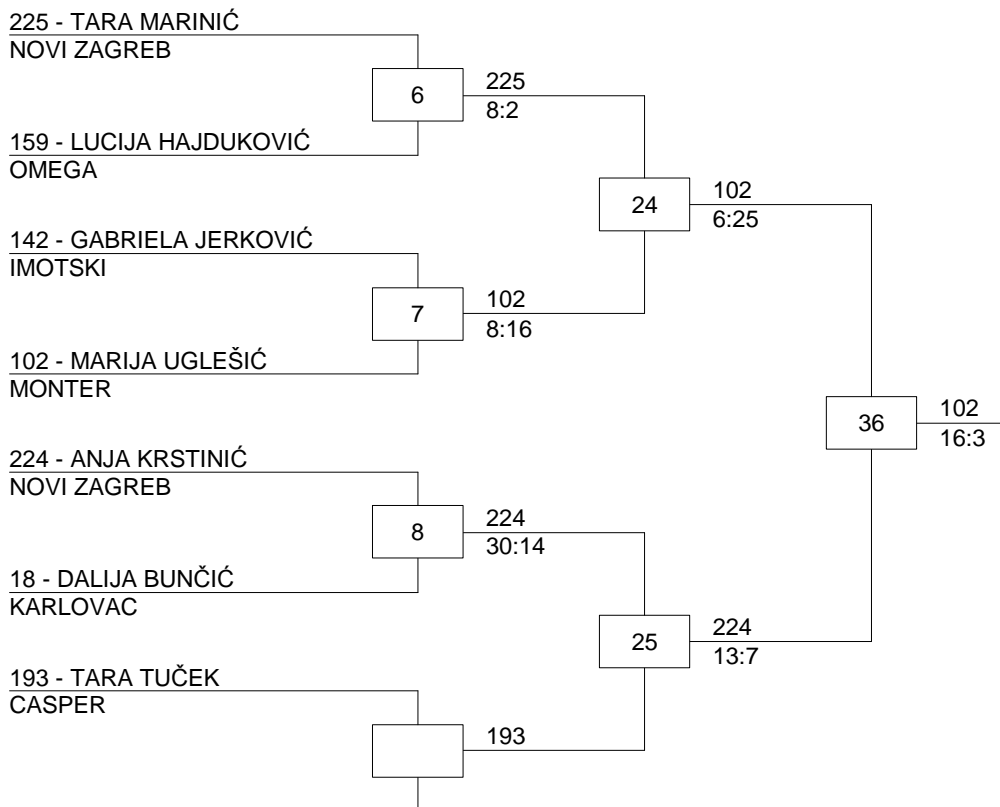 225 - TARA MARINIĆ
NOVI ZAGREB
6
225
8:2
159 - LUCIJA HAJDUKOVIĆ
OMEGA
24
102
6:25
142 - GABRIELA JERKOVIĆ
IMOTSKI
7
102
8:16
102 - MARIJA UGLEŠIĆ
MONTER
36
102
16:3
224 - ANJA KRSTINIĆ
NOVI ZAGREB
8
224
30:14
18 - DALIJA BUNČIĆ
KARLOVAC
25
224
13:7
193 - TARA TUČEK
CASPER
193